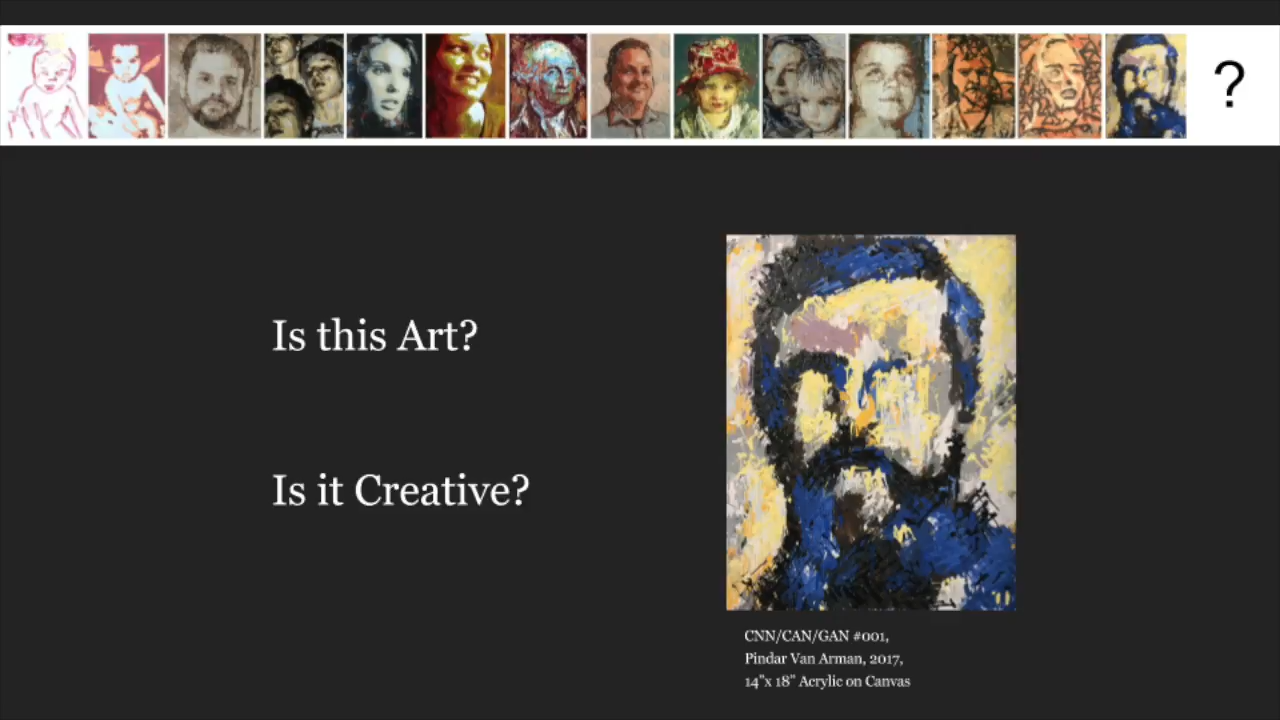 ?
Is this Art?
Is it Creative?
CNN/CAN/GAN #001,
Pindar Van Arman, 2017,
14"x 18" Acrylic on Canvas